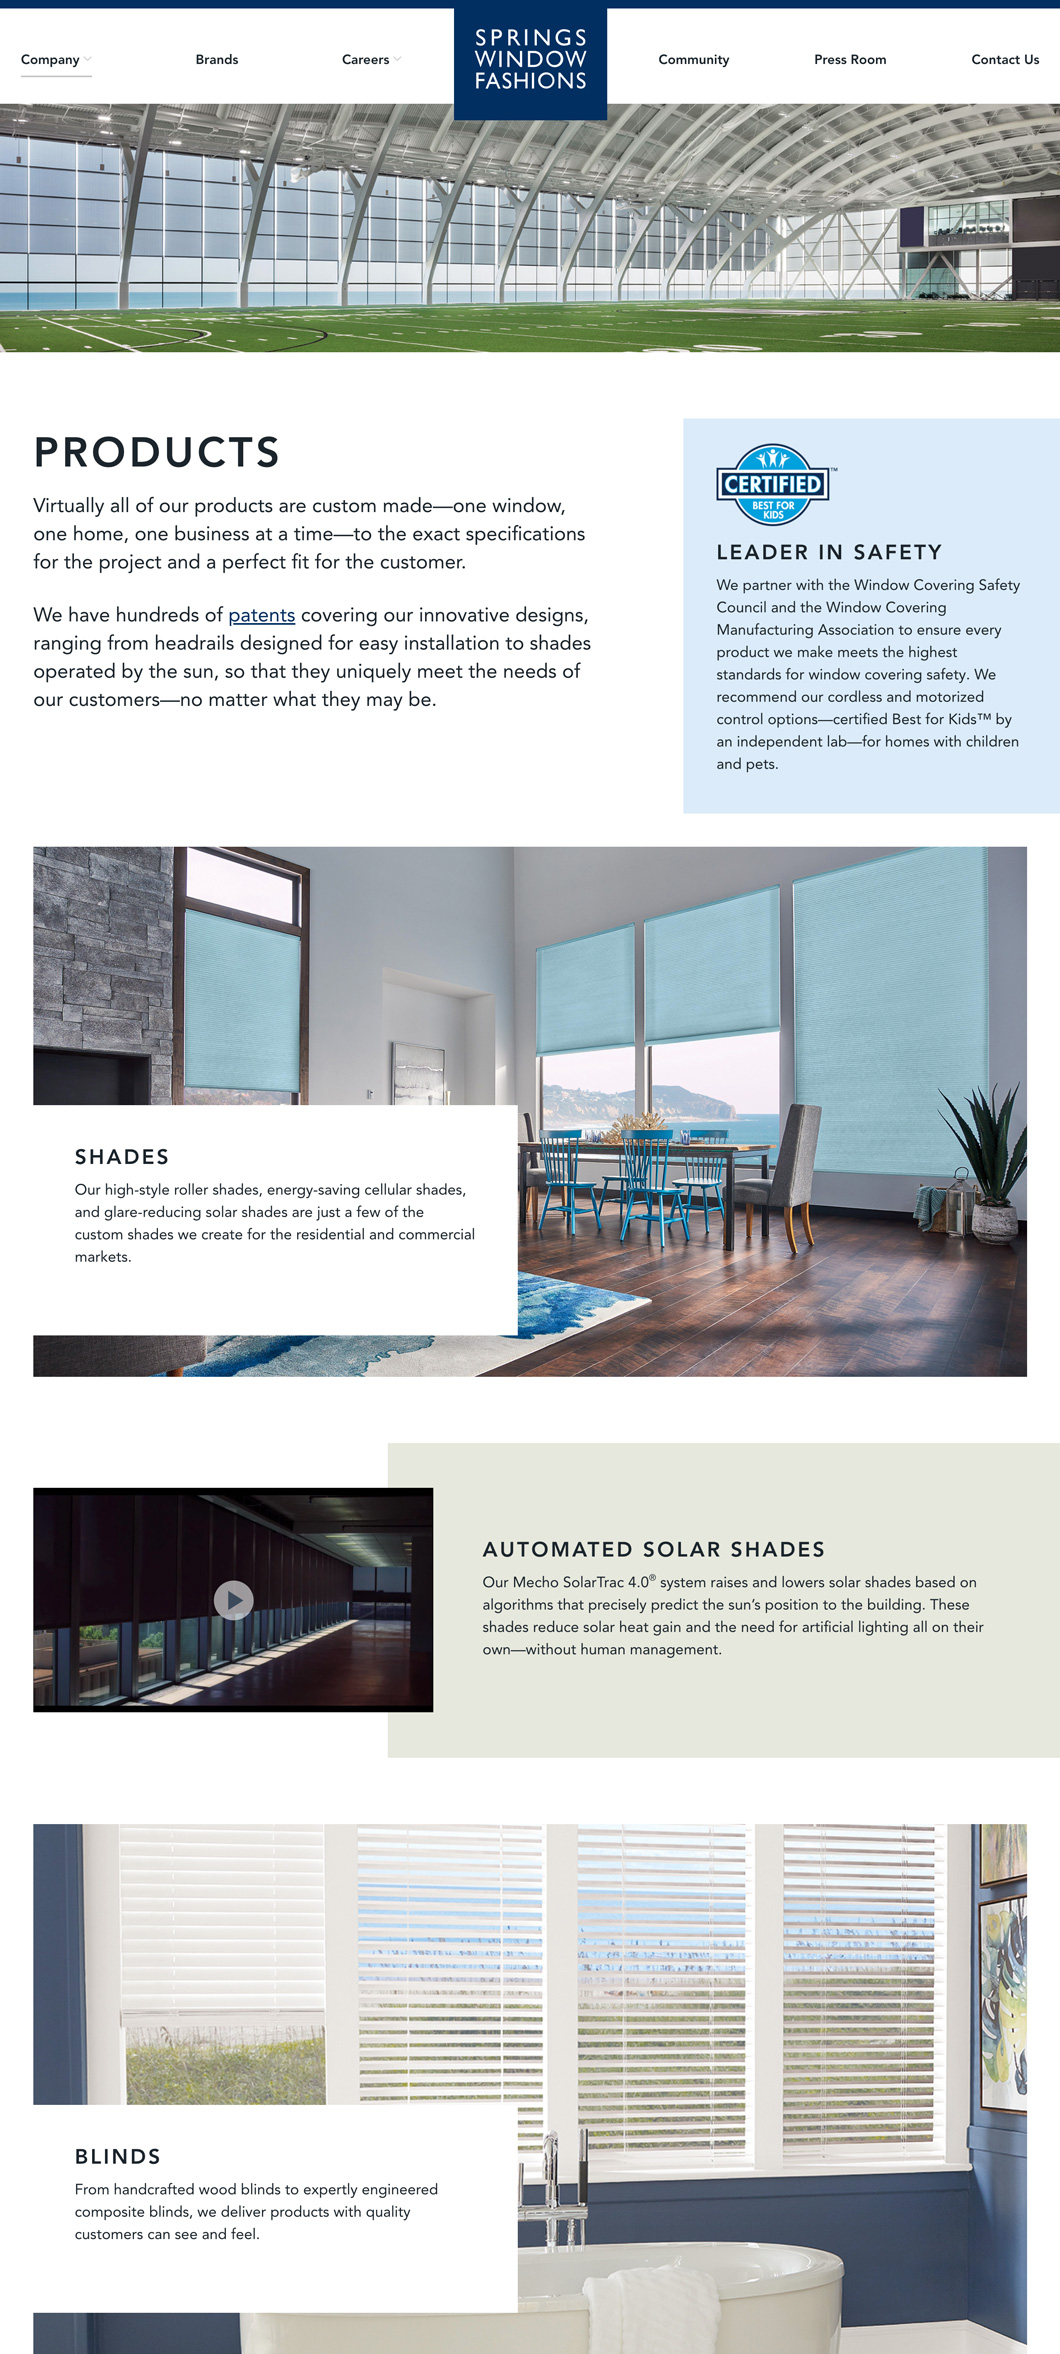 Company
Brands
Careers
SPRINGS
WINDOW
FASHIONS
Community
Press Room
Contact Us
PRODUCTS
Virtually all of our products are custom made—one window,
one home, one business at a time—to the exact specifications
for the project and a perfect fit for the customer.
We have hundreds of patents covering our innovative designs,
ranging from headrails designed for easy installation to shades
operated by the sun, so that they uniquely meet the needs of
our customers—no matter what they may be.
CERTIFIED™
BEST FOR
KIDS
LEADER IN SAFETY
We partner with the Window Covering Safety
Council and the Window Covering
Manufacturing Association to ensure every
product we make meets the highest
standards for window covering safety. We
recommend our cordless and motorized
control options—certified Best for Kids™ by
an independent lab—for homes with children
and pets.
SHADES
Our high-style roller shades, energy-saving cellular shades,
and glare-reducing solar shades are just a few of the
custom shades we create for the residential and commercial
markets.
AUTOMATED SOLAR SHADES
Our Mecho SolarTrac 4.0® system raises and lowers solar shades based on
algorithms that precisely predict the sun's position to the building. These
shades reduce solar heat gain and the need for artificial lighting all on their
own—without human management.
BLINDS
From handcrafted wood blinds to expertly engineered
composite blinds, we deliver products with quality
customers can see and feel.